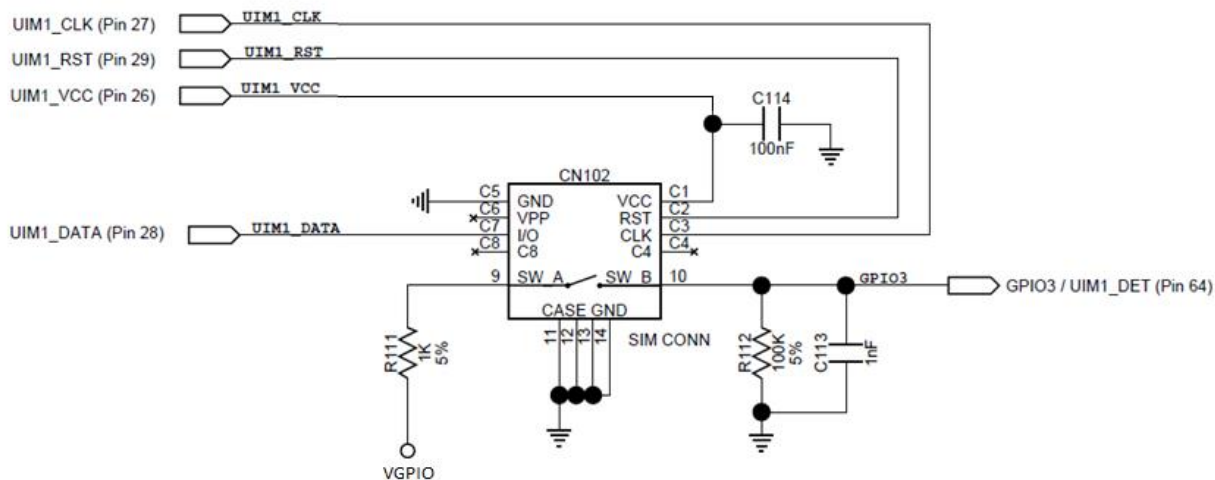 UIM1_CLK (Pin 27) UIM1_CLK
UIM1_RST (Pin 29) UIM1_RST
UIM1_VCC (Pin 26) UIM1 VCC
C114
100nF
CN102
C5 GND VCC C1
C6 VPP RST C2
UIM1_DATA (Pin 28) UIM1_DATA C7 I/O CLK C3
C8 C8 C4 C4
9 SW_A SW_B 10 GPIO3 GPIO3 / UIM1_DET (Pin 64)
CASE GND
11
12
13
14
SIM CONN
R111
1K
5%
R112
100K
5%
C113
1nF
VGPIO